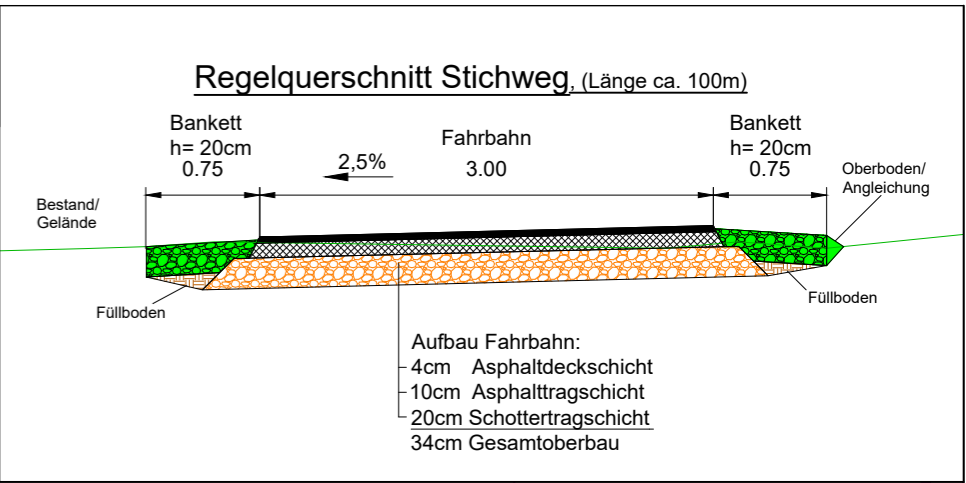 Regelquerschnitt Stichweg, (Länge ca. 100m)
Bankett
h= 20cm
0.75
2,5%
Fahrbahn
3.00
Bankett
h= 20cm
0.75
Oberboden/
Angleichung
Bestand/
Gelände
Füllboden
Füllboden
Aufbau Fahrbahn:
4cm Asphaltdeckschicht
10cm Asphalttragschicht
20cm Schottertragschicht
34cm Gesamtoberbau